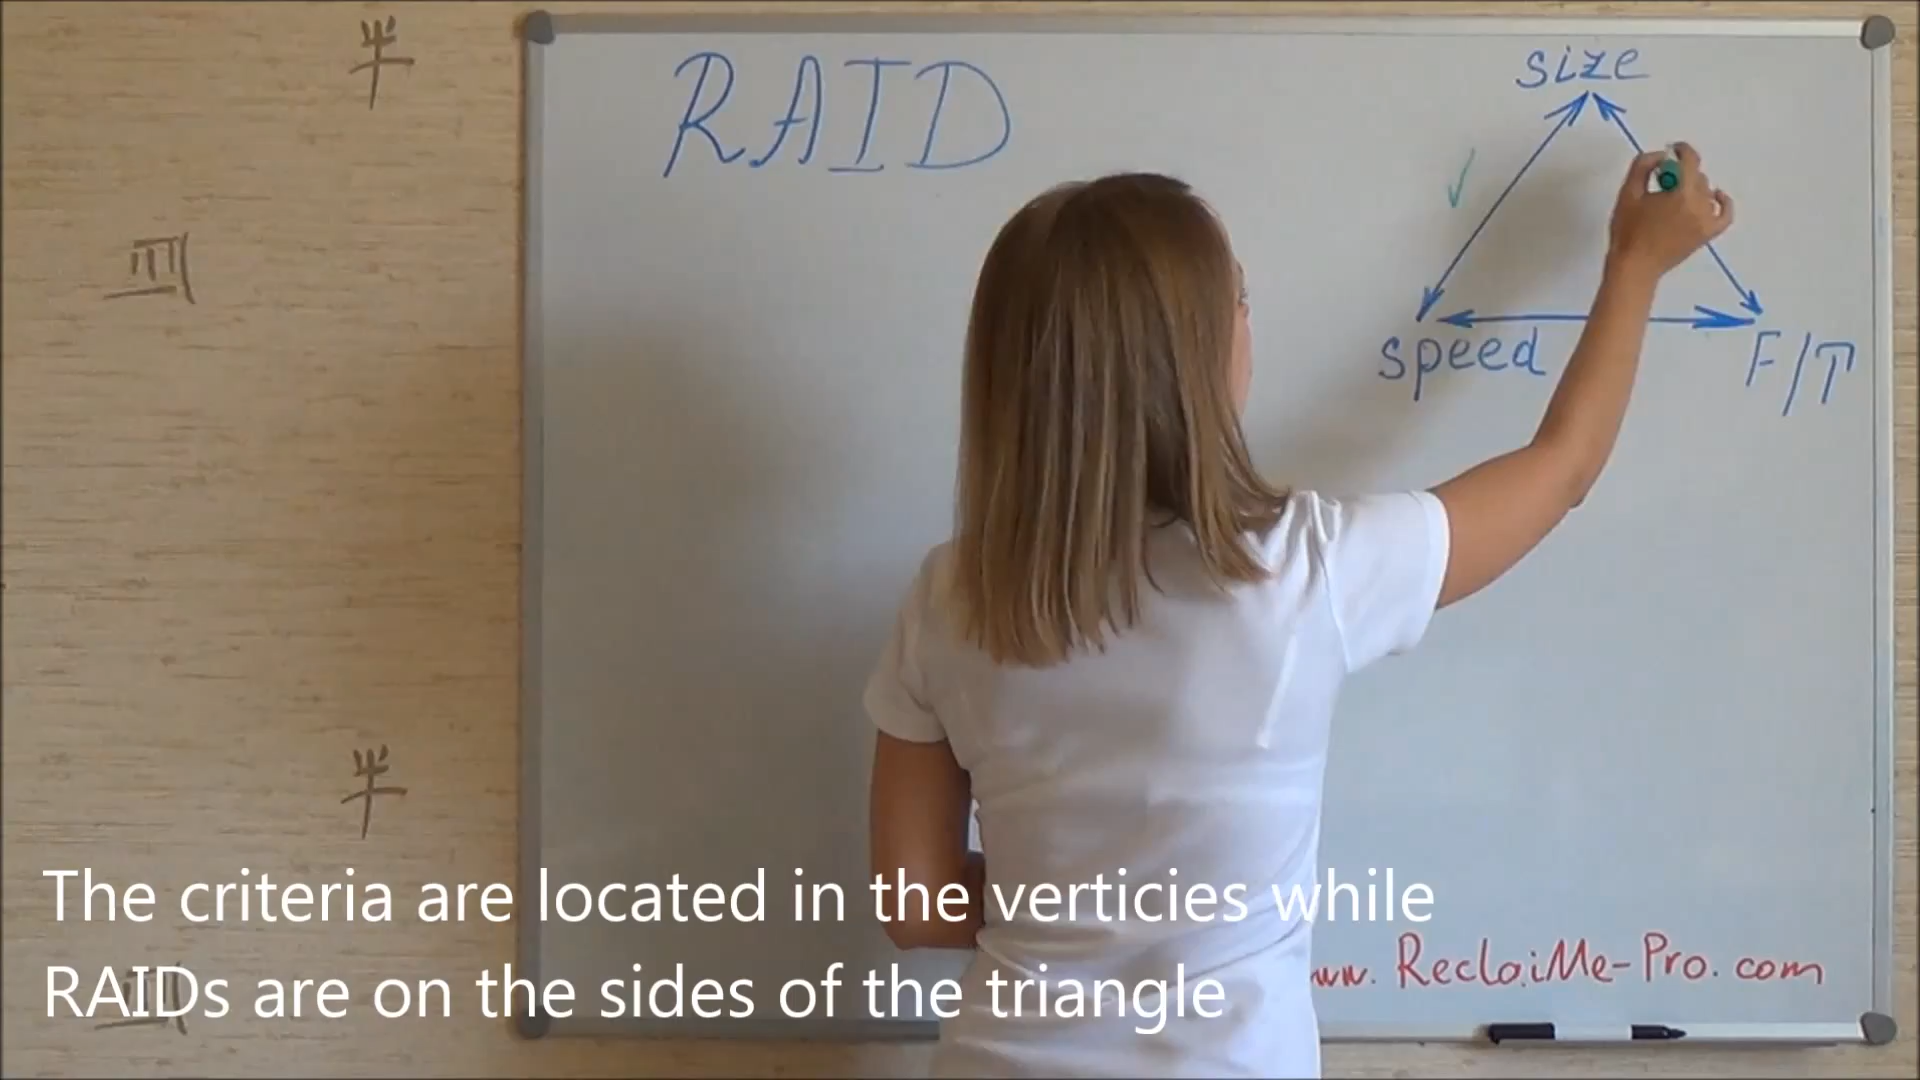 RAID
size
speed
F/T
The criteria are located in the verticies while
RAIDs are on the sides of the triangle
ReclaiMe-Pro.com